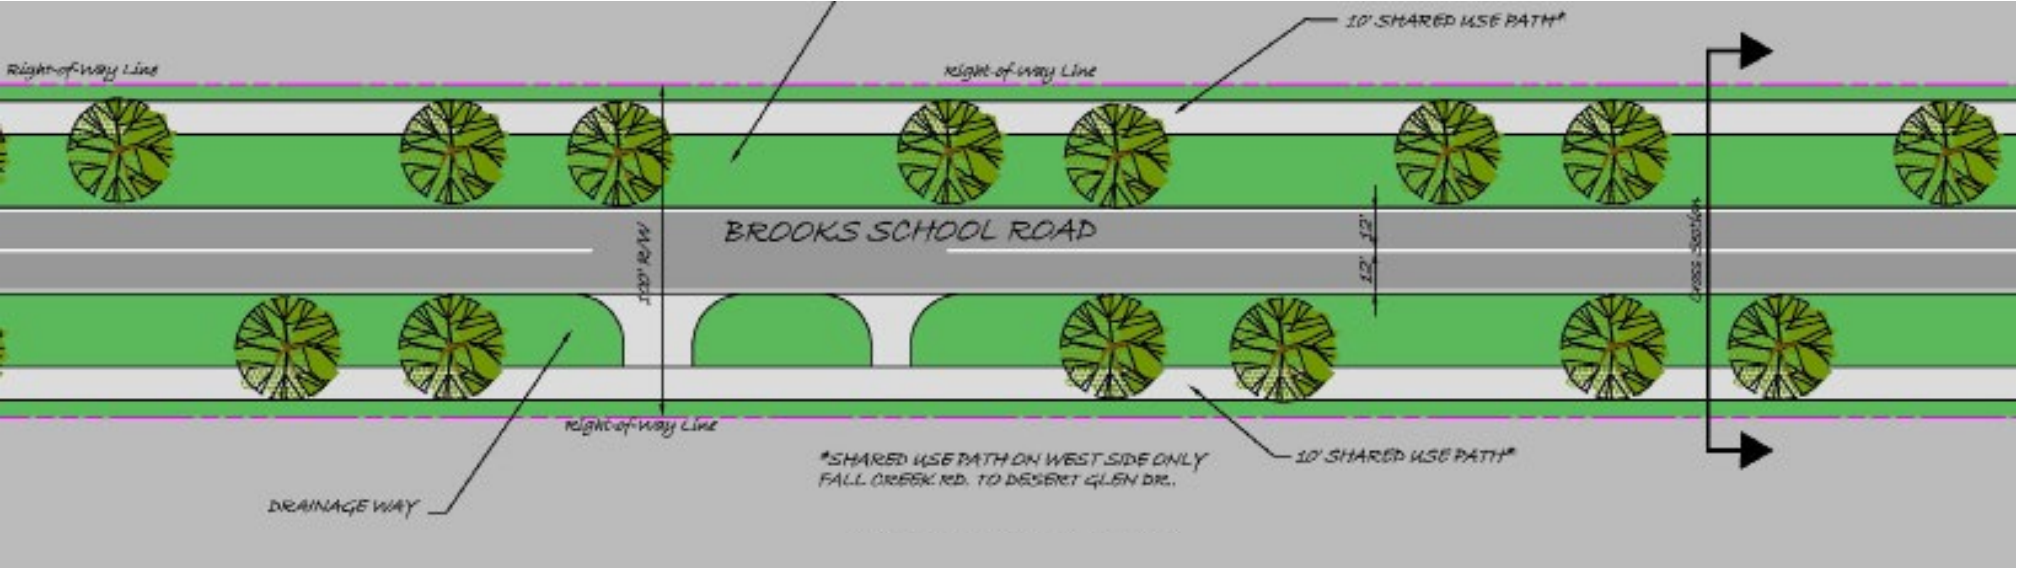 10' SHARED USE PATH*
Right-of-Way Line
Right-of-Way Line
BROOKS SCHOOL ROAD
100' R/W
12'
12'
Cross Section
Right-of-Way Line
*SHARED USE PATH ON WEST SIDE ONLY
FALL CREEK RD. TO DESERT GLEN DR.
10' SHARED USE PATH*
DRAINAGE WAY